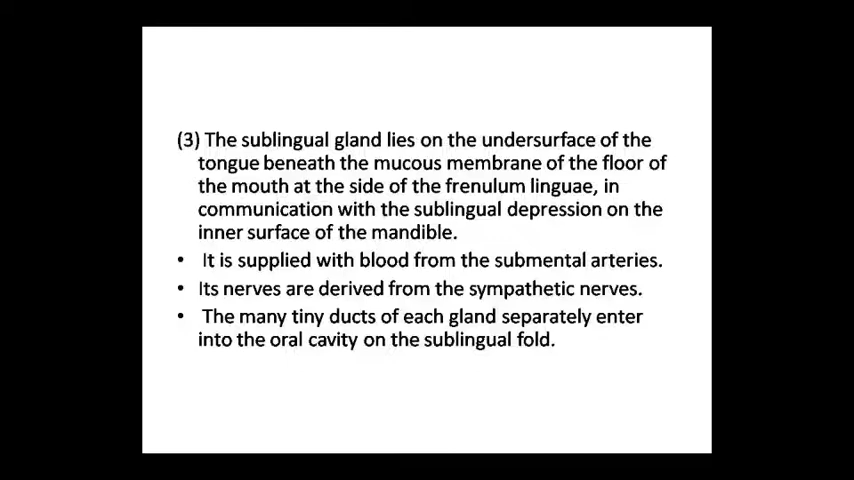 (3) The sublingual gland lies on the undersurface of the
tongue beneath the mucous membrane of the floor of
the mouth at the side of the frenulum linguae, in
communication with the sublingual depression on the
inner surface of the mandible.
• It is supplied with blood from the submental arteries.
• Its nerves are derived from the sympathetic nerves.
• The many tiny ducts of each gland separately enter
into the oral cavity on the sublingual fold.